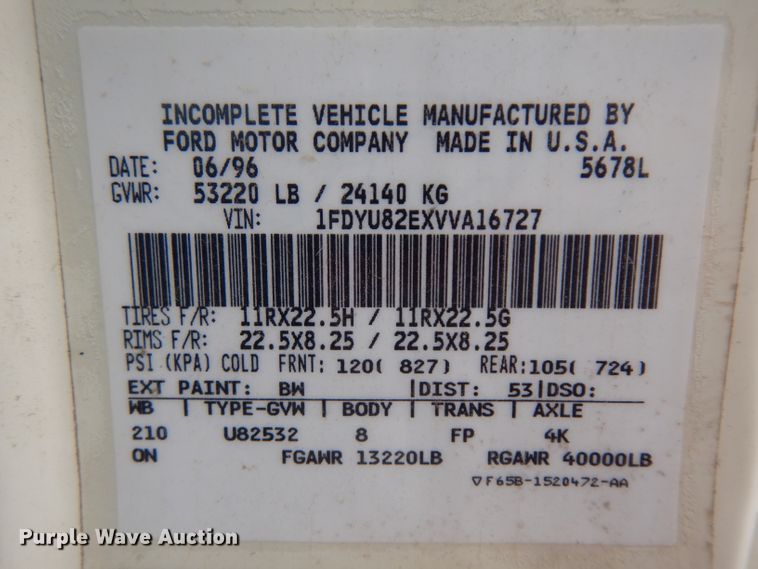 INCOMPLETE VEHICLE MANUFACTURED BY
FORD MOTOR COMPANY MADE IN U.S.A.
DATE: 06/96 5678L
GVWR: 53220 LB / 24140 KG
VIN: 1FDYU82EXVVA16727
TIRES F/R: 11RX22.5H / 11RX22.5G
RIMS F/R: 22.5X8.25 / 22.5X8.25
PSI (KPA) COLD FRNT: 120( 827) REAR:105( 724)
EXT PAINT: BW |DIST: 53|DSO:
WB | TYPE-GVW | BODY | TRANS | AXLE
210 U82532 8 FP 4K
ON FGAWR 13220LB RGAWR 40000LB
▽F65B-1520472-AA
Purple Wave Auction